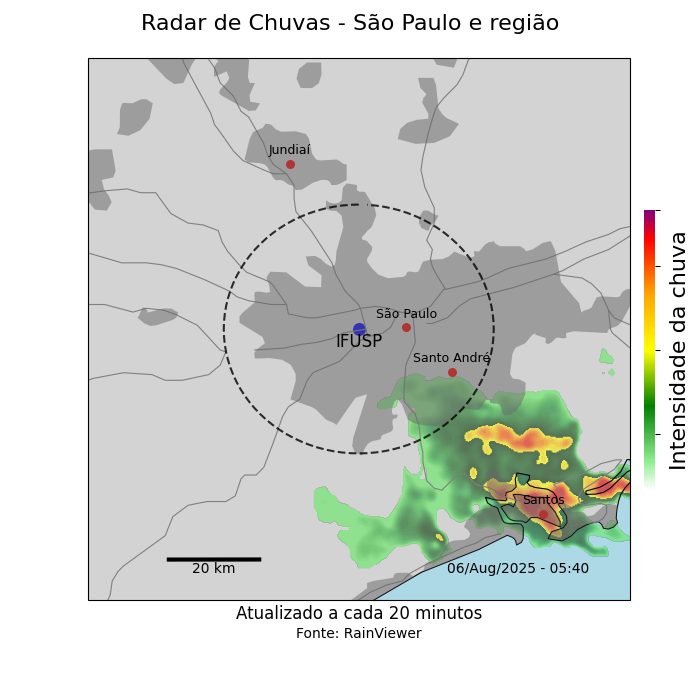 Radar de Chuvas - São Paulo e região
Jundiaí
São Paulo
IFUSP
Santo André
Intensidade da chuva
Santos
20 km
06/Aug/2025 - 05:40
Atualizado a cada 20 minutos
Fonte: RainViewer